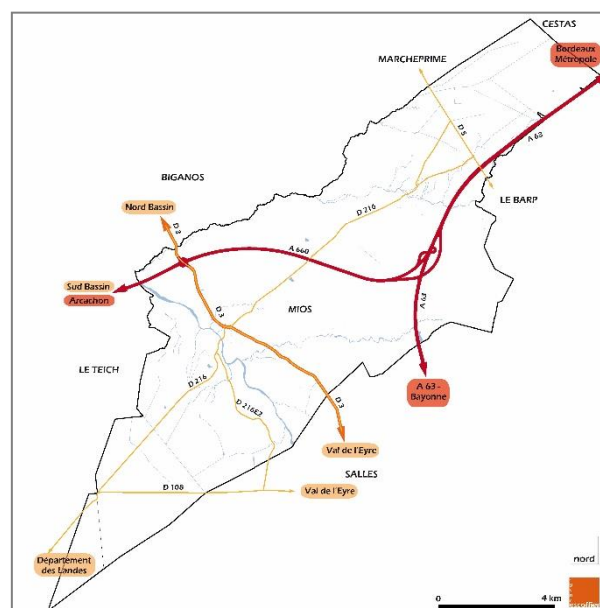 CESTAS
Bordeaux
Métropole
MARCHEPRIME
D 5
A 63
LE BARP
BIGANOS
Nord Bassin
D 3
D 216
A 660
Sud Bassin
Arcachon
MIOS
D 3
A 63
LE TEICH
D 216
D 216E3
D 3
A 63 -
Bayonne
Val de l'Eyre
SALLES
D 108
Val de l'Eyre
Département
des Landes
nord
0 4 km